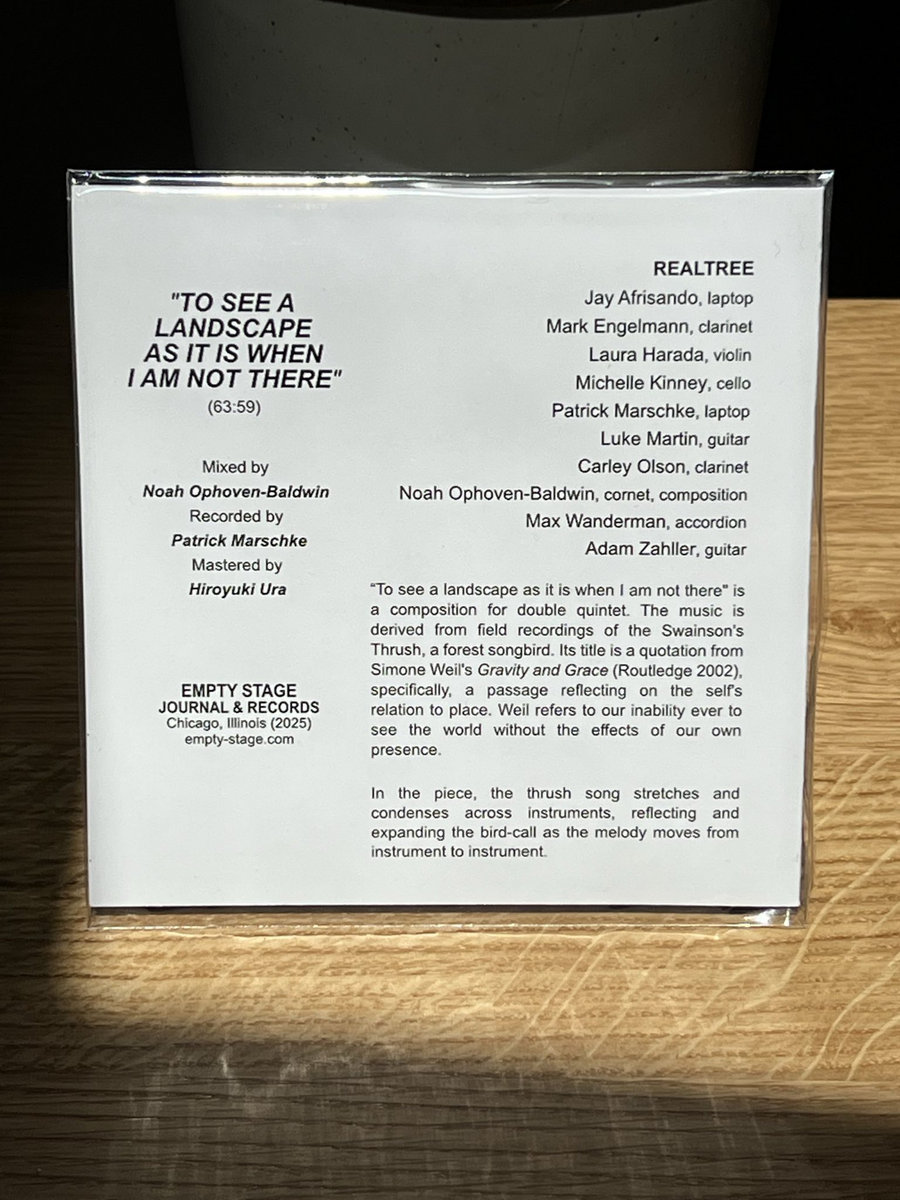 "TO SEE A
LANDSCAPE
AS IT IS WHEN
I AM NOT THERE"
(63:59)
Mixed by
Noah Ophoven-Baldwin
Recorded by
Patrick Marschke
Mastered by
Hiroyuki Ura
EMPTY STAGE
JOURNAL & RECORDS
Chicago, Illinois (2025)
empty-stage.com
REALTREE
Jay Afrisando, laptop
Mark Engelmann, clarinet
Laura Harada, violin
Michelle Kinney, cello
Patrick Marschke, laptop
Luke Martin, guitar
Carley Olson, clarinet
Noah Ophoven-Baldwin, cornet, composition
Max Wanderman, accordion
Adam Zahller, guitar
“To see a landscape as it is when I am not there" is
a composition for double quintet. The music is
derived from field recordings of the Swainson's
Thrush, a forest songbird. Its title is a quotation from
Simone Weil's Gravity and Grace (Routledge 2002),
specifically, a passage reflecting on the self's
relation to place. Weil refers to our inability ever to
see the world without the effects of our own
presence.
In the piece, the thrush song stretches and
condenses across instruments, reflecting and
expanding the bird-call as the melody moves from
instrument to instrument.